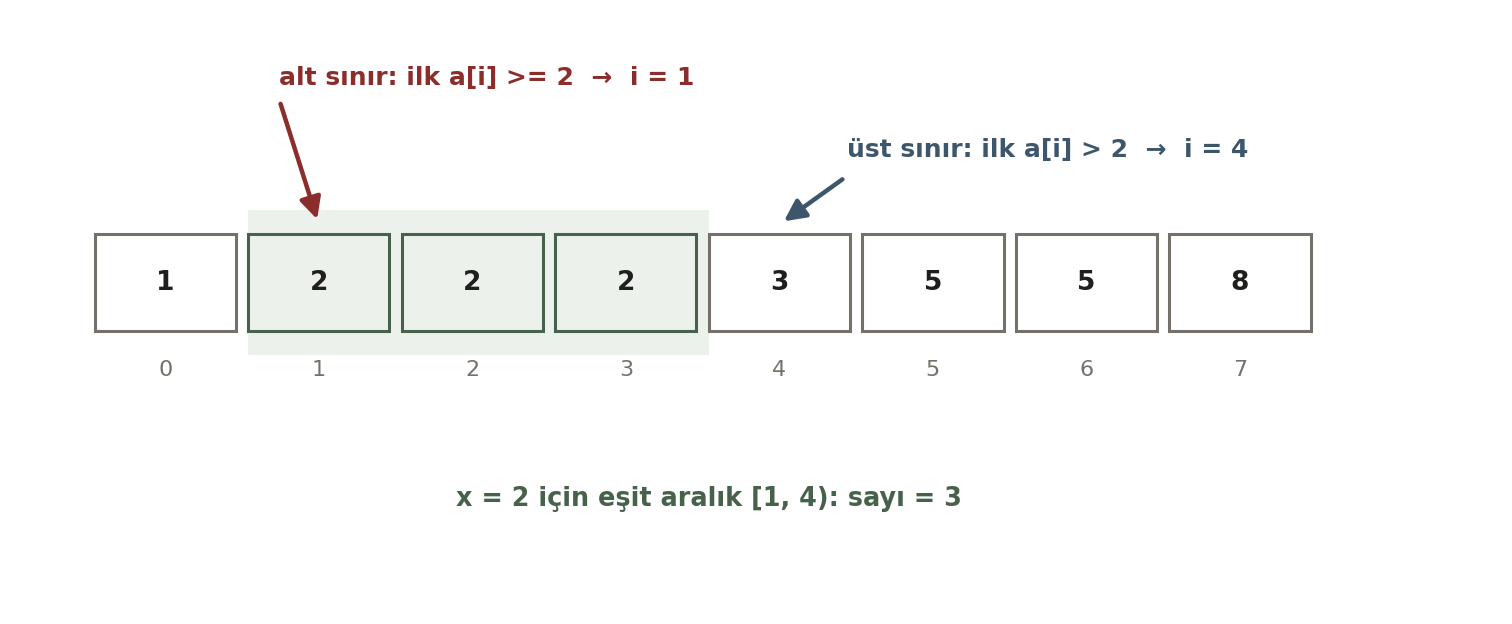 alt sınır: ilk a[i] >= 2 → i = 1
üst sınır: ilk a[i] > 2 → i = 4
1 2 2 2 3 5 5 8
0 1 2 3 4 5 6 7
x = 2 için eşit aralık [1, 4): sayı = 3